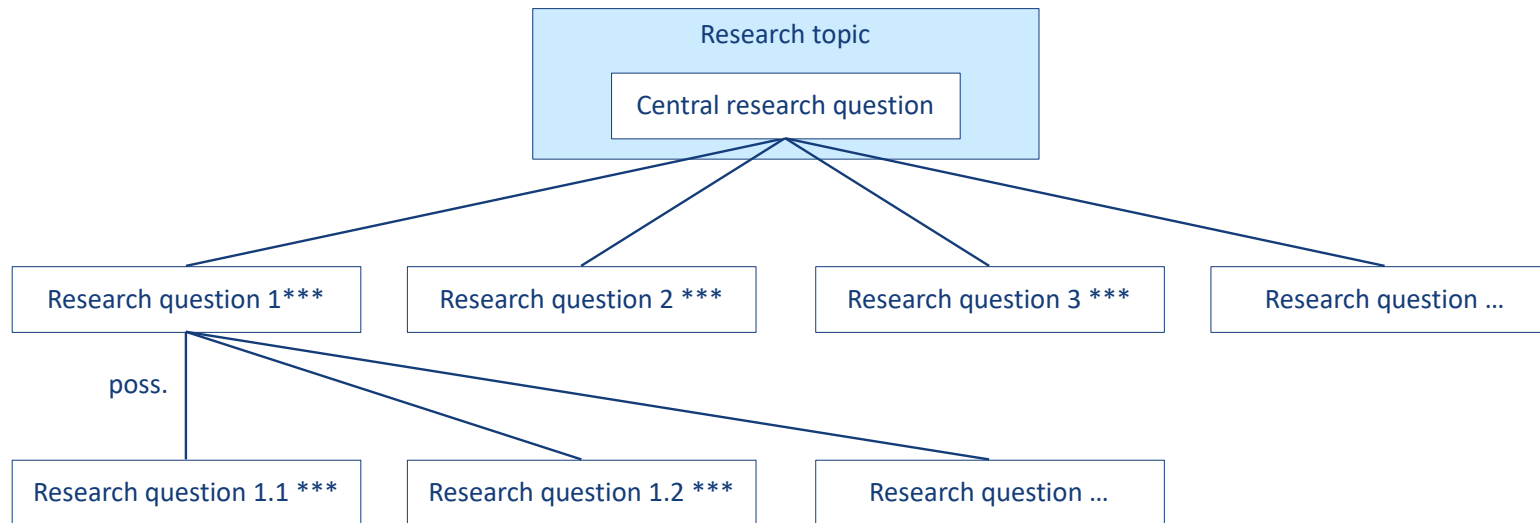 Research topic
Central research question
Research question 1***
Research question 2 ***
Research question 3 ***
Research question ...
poss.
Research question 1.1 ***
Research question 1.2 ***
Research question ...